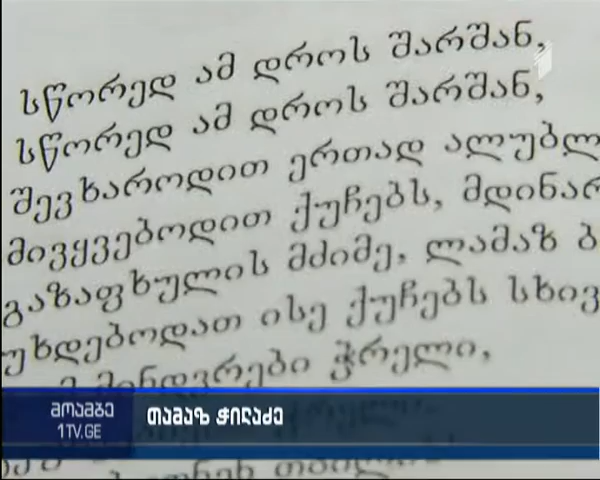 სწორედ ამ დროს შარშან,
სწორედ ამ დროს შარშან,
შევხაროდით ერთად ალუბლ
მივყვებოდით ქუჩებს, მდინარ
გაზაფხულის მძიმე, ლამაზ ბ
უხდებოდათ ისე ქუჩებს სხივ
მინდვრები ჭრელი,
მოამბე
1TV.GE
თამაზ ჭილაძე